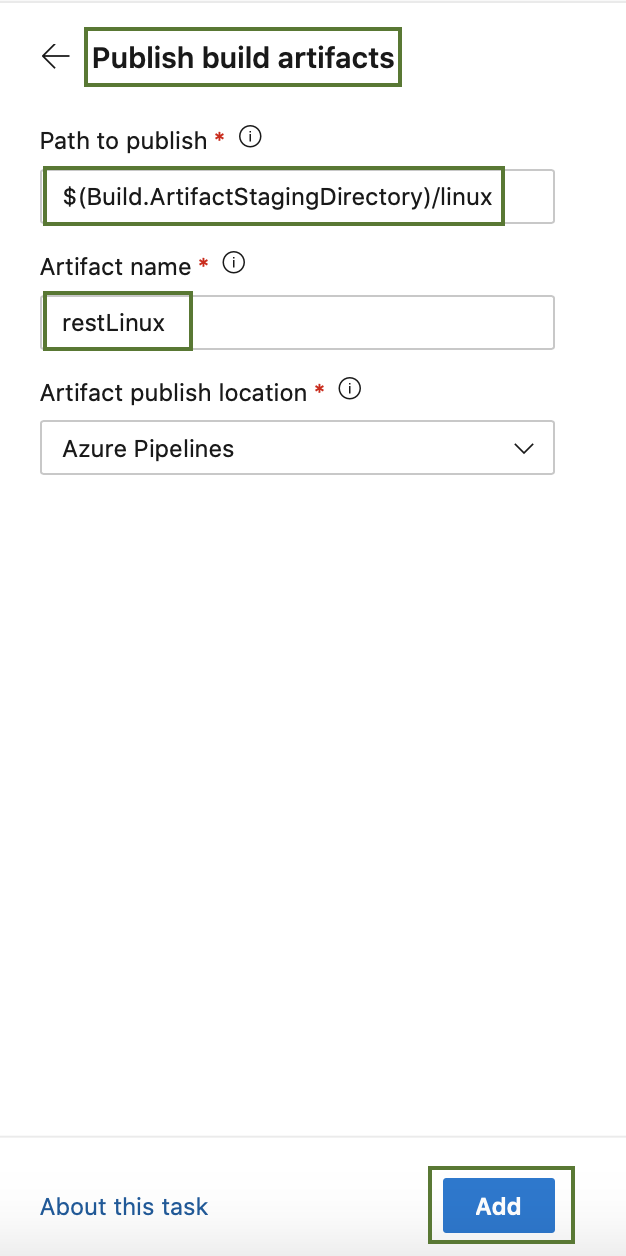 Publish build artifacts
Path to publish *
$(Build.ArtifactStagingDirectory)/linux
Artifact name *
restLinux
Artifact publish location *
Azure Pipelines
About this task
Add